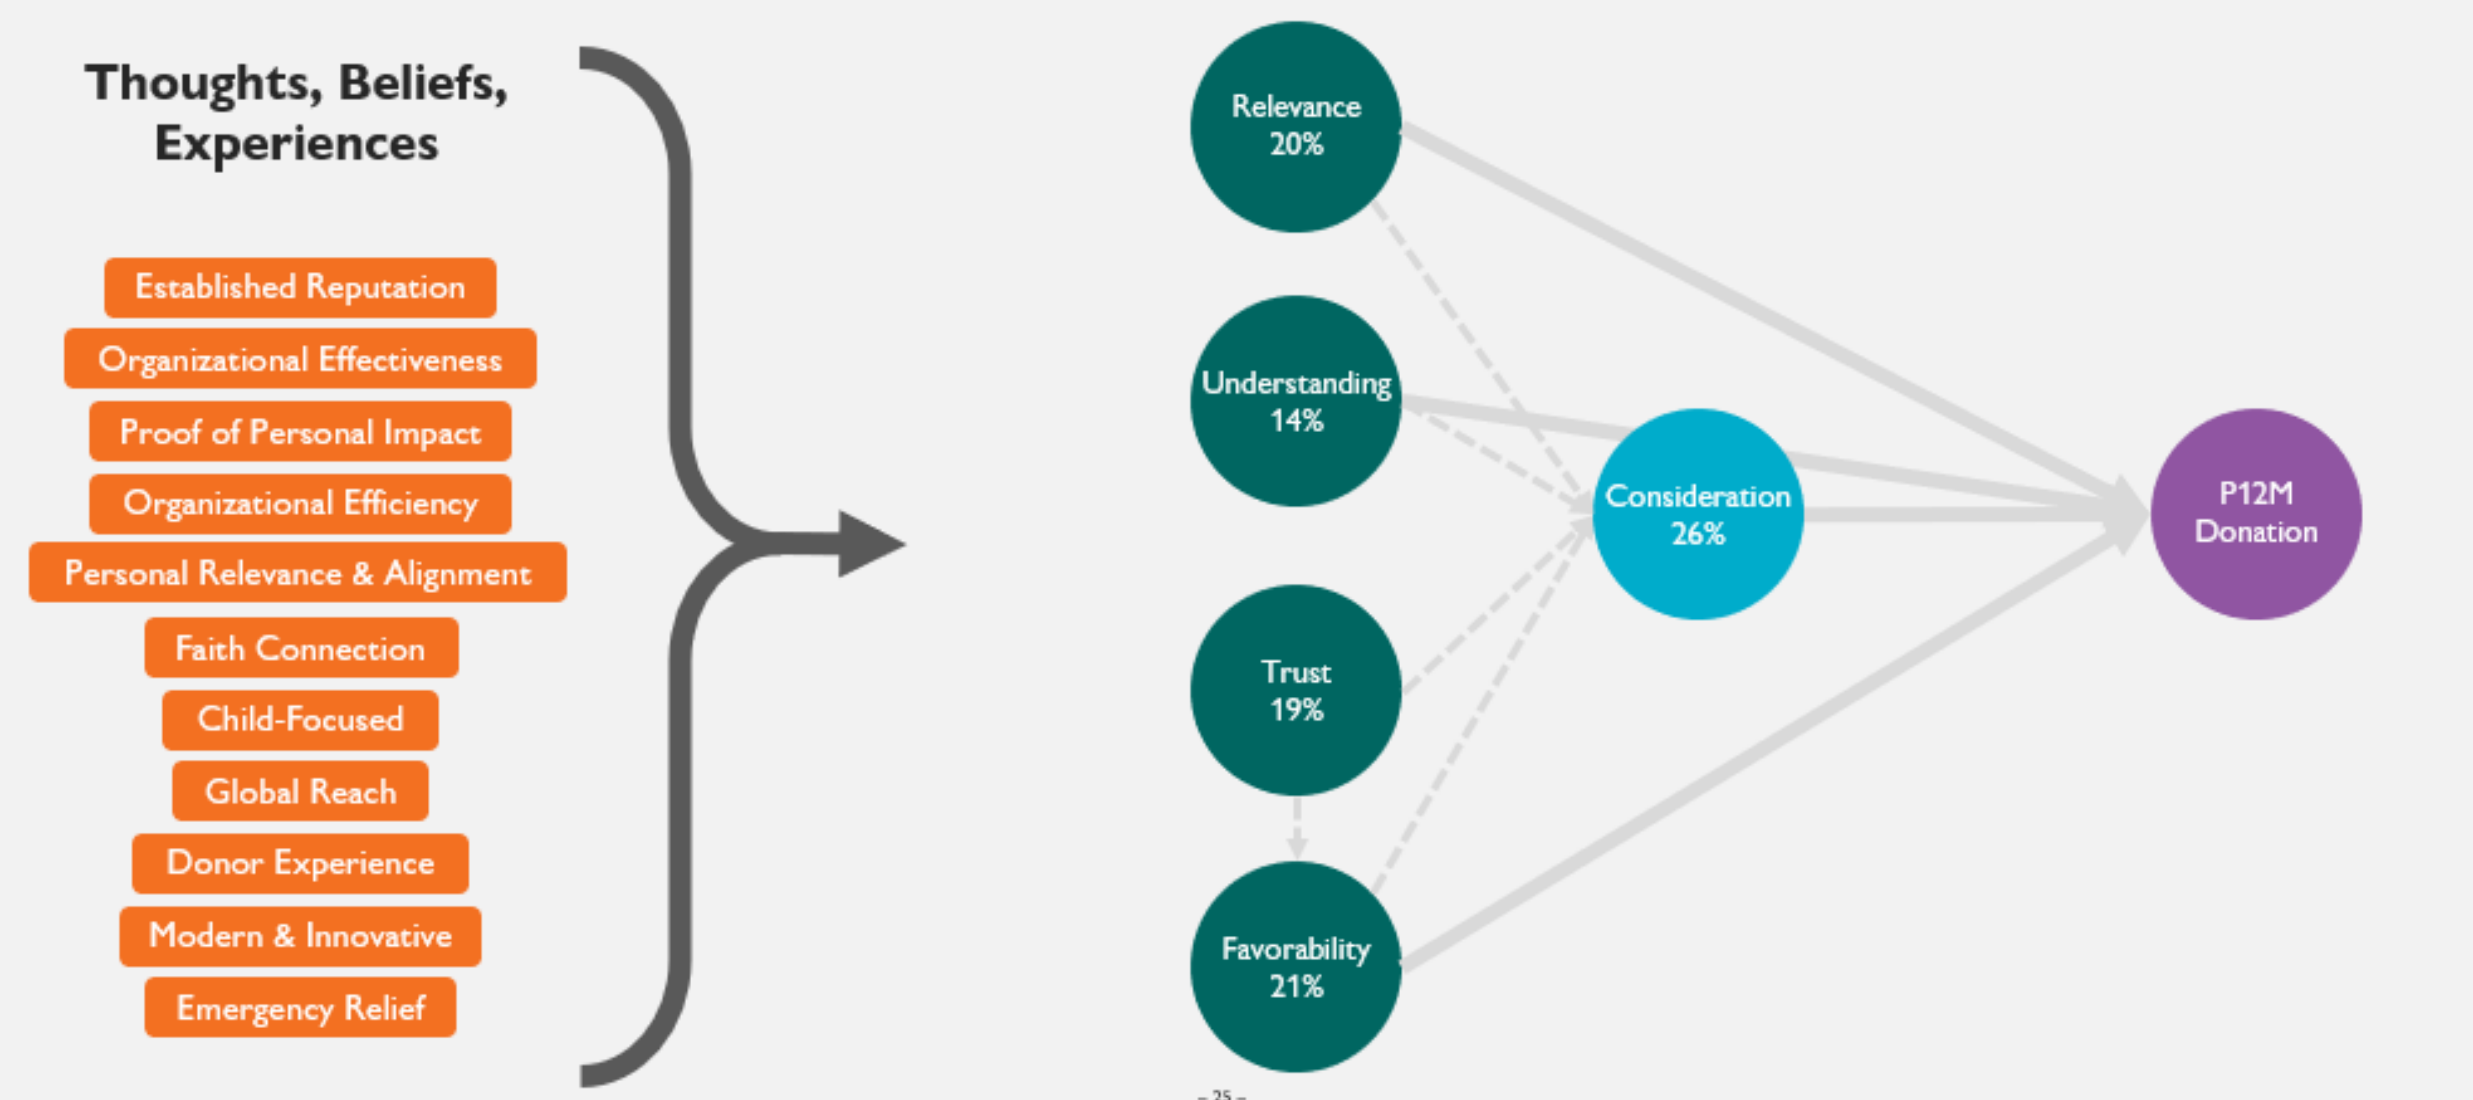 Thoughts, Beliefs,
Experiences
Established Reputation
Organizational Effectiveness
Proof of Personal Impact
Organizational Efficiency
Personal Relevance & Alignment
Faith Connection
Child-Focused
Global Reach
Donor Experience
Modern & Innovative
Emergency Relief
Relevance
20%
Understanding
14%
Trust
19%
Favorability
21%
Consideration
26%
P12M
Donation
– 25 –